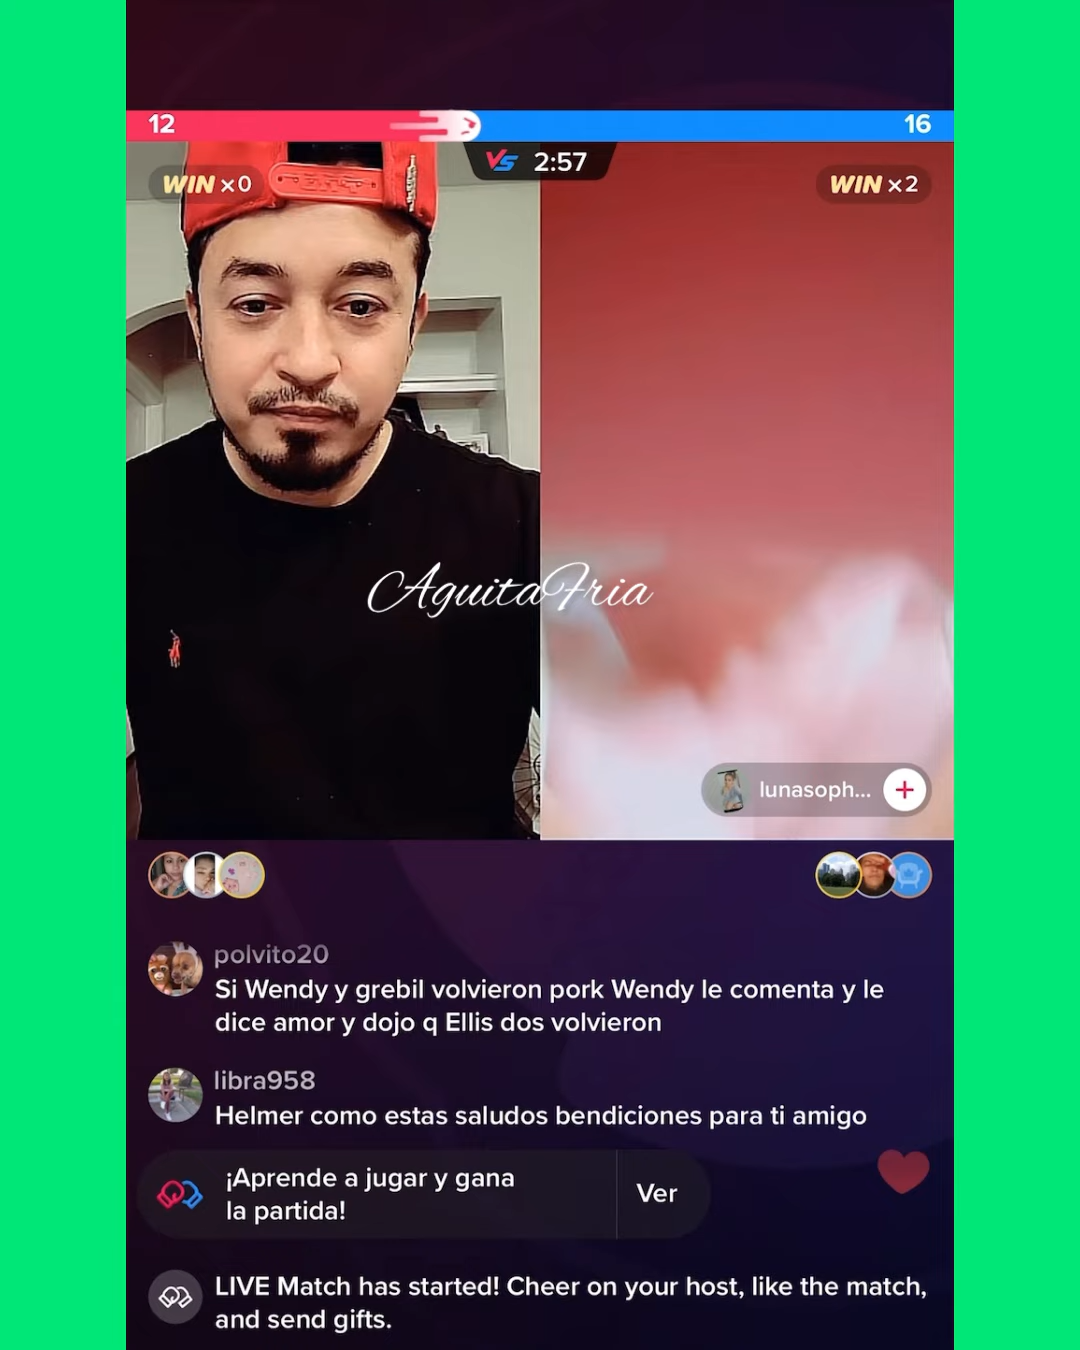 12
16
VS 2:57
WIN x0
WIN x2
AguitaFria
lunasoph...
polvito20
Si Wendy y grebil volvieron pork Wendy le comenta y le
dice amor y dojo q Ellis dos volvieron
libra958
Helmer como estas saludos bendiciones para ti amigo
¡Aprende a jugar y gana
la partida!
Ver
LIVE Match has started! Cheer on your host, like the match,
and send gifts.